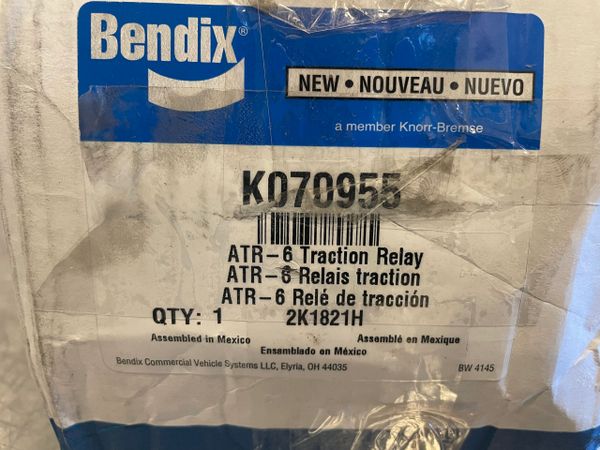 Bendix®
NEW • NOUVEAU • NUEVO
a member Knorr-Bremse
K070955
ATR-6 Traction Relay
ATR-6 Relais traction
ATR-6 Relé de tracción
QTY: 1 2K1821H
Assembled in Mexico Assemblé en Mexique
Ensamblado en México
Bendix Commercial Vehicle Systems LLC, Elyria, OH 44035 BW 4145